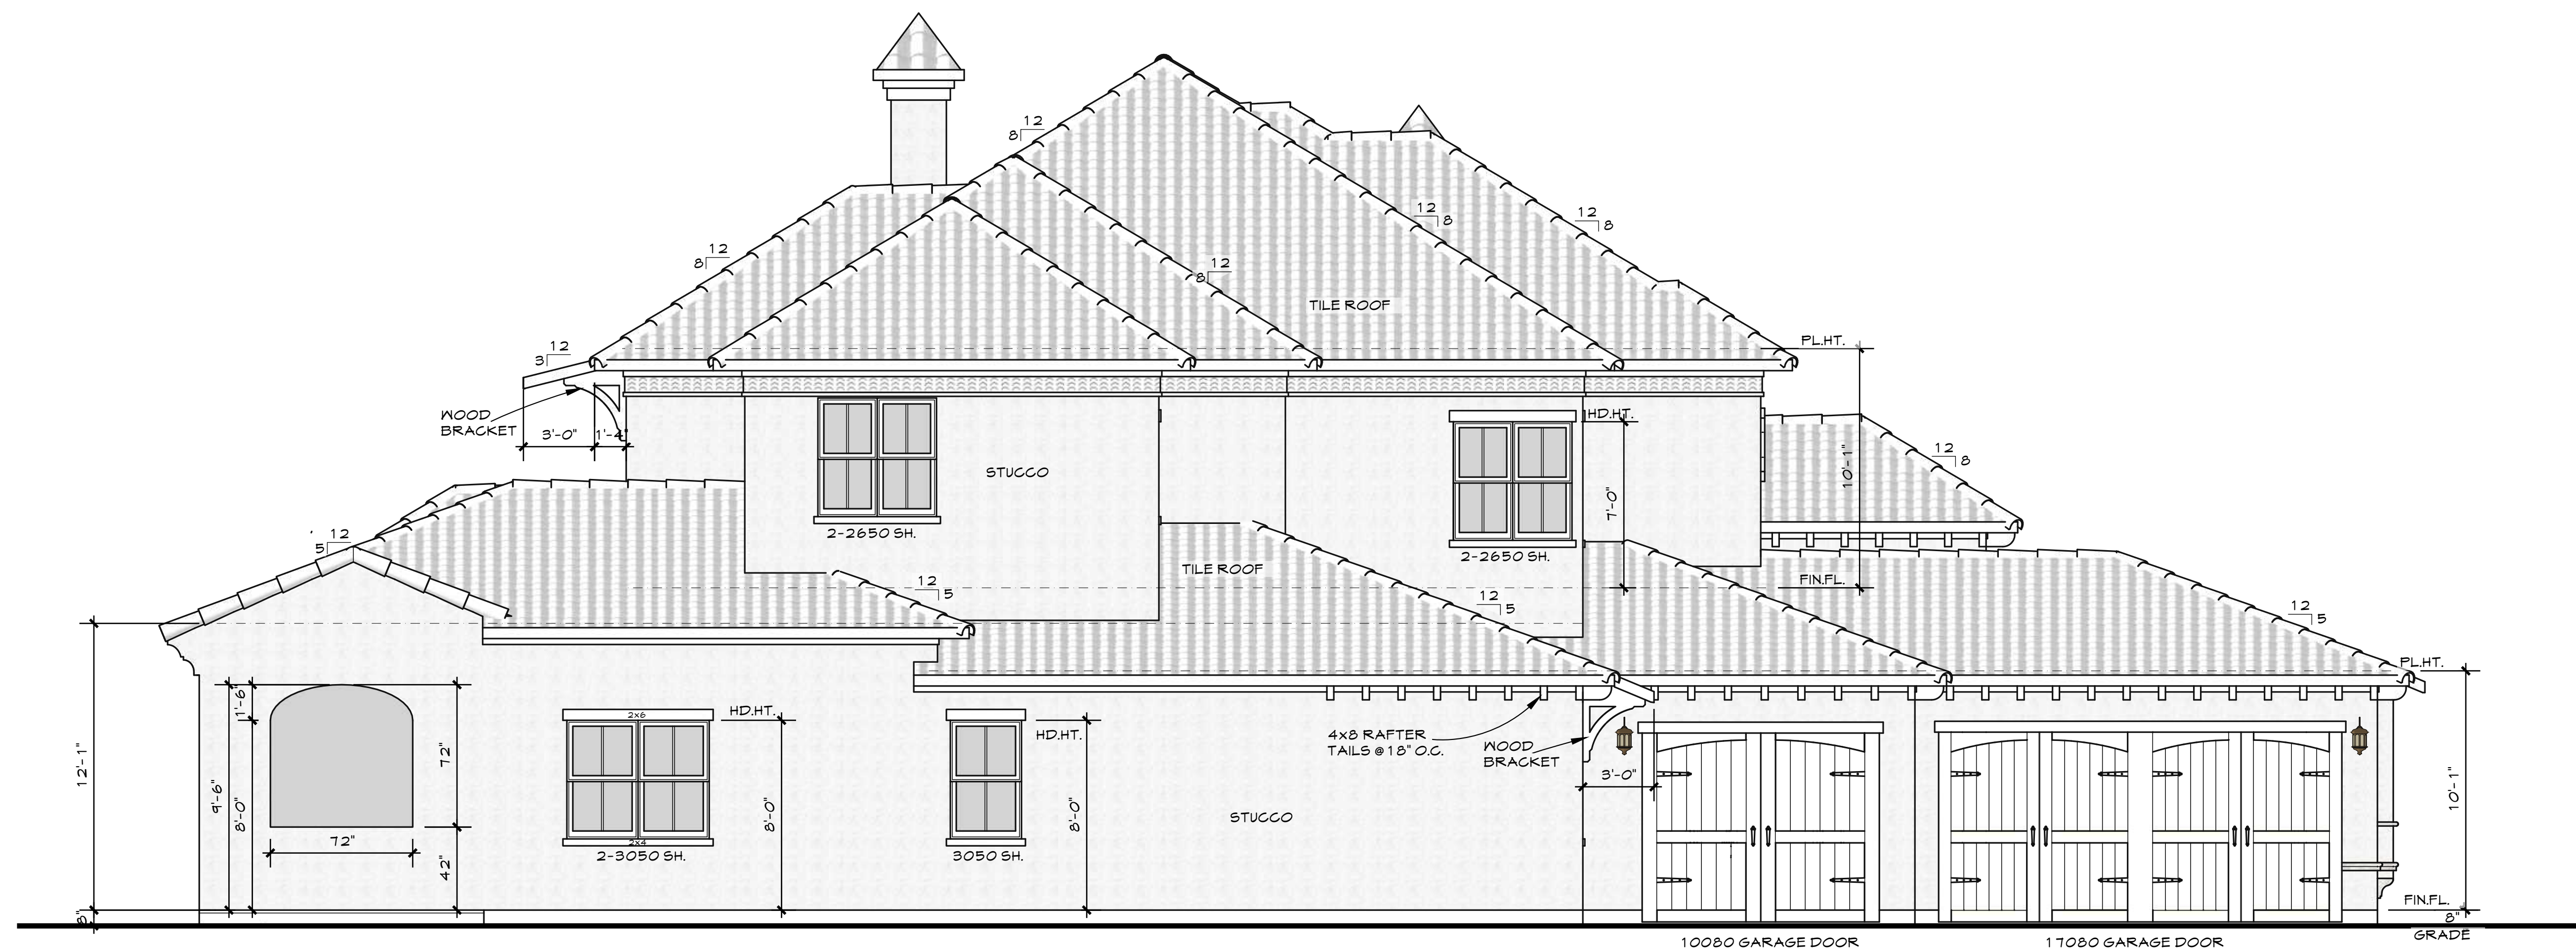 12
8
12
8
12
8
12
8
12
8
12
8
TILE ROOF
PL.HT.
12
3
WOOD
BRACKET
3'-0"
1'-4"
HD.HT.
STUCCO
12
8
10'-1"
7'-0"
2-2650 SH.
2-2650 SH.
12
5
TILE ROOF
12
5
FIN.FL.
12
5
12
5
PL.HT.
12'-1"
9'-6"
1'-6"
8'-0"
72"
72"
42"
8"
2x6
HD.HT.
8'-0"
2x4
2-3050 SH.
HD.HT.
8'-0"
3050 SH.
4x8 RAFTER
TAILS @ 18" O.C.
WOOD
BRACKET
3'-0"
STUCCO
10'-1"
FIN.FL.
8"
GRADE
10080 GARAGE DOOR
17080 GARAGE DOOR